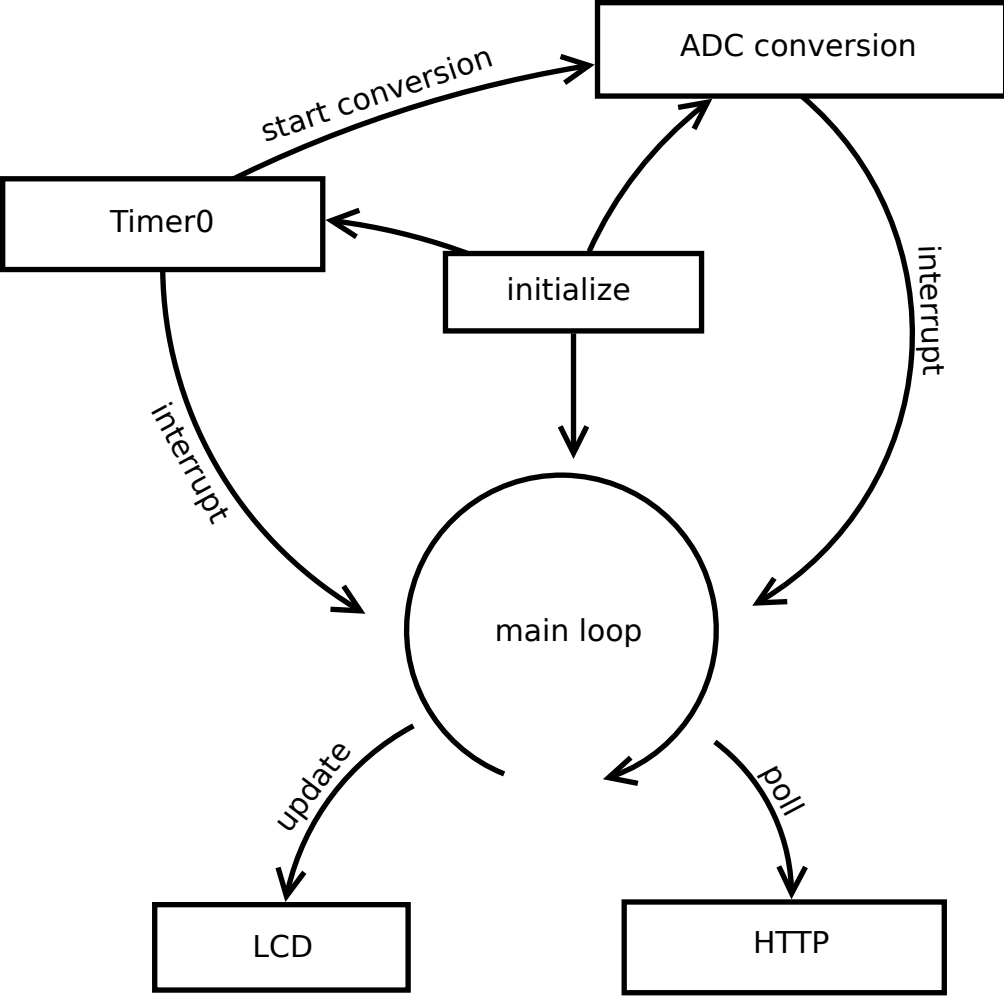 ADC conversion
start conversion
Timer0
initialize
interrupt
interrupt
main loop
update
poll
LCD
HTTP